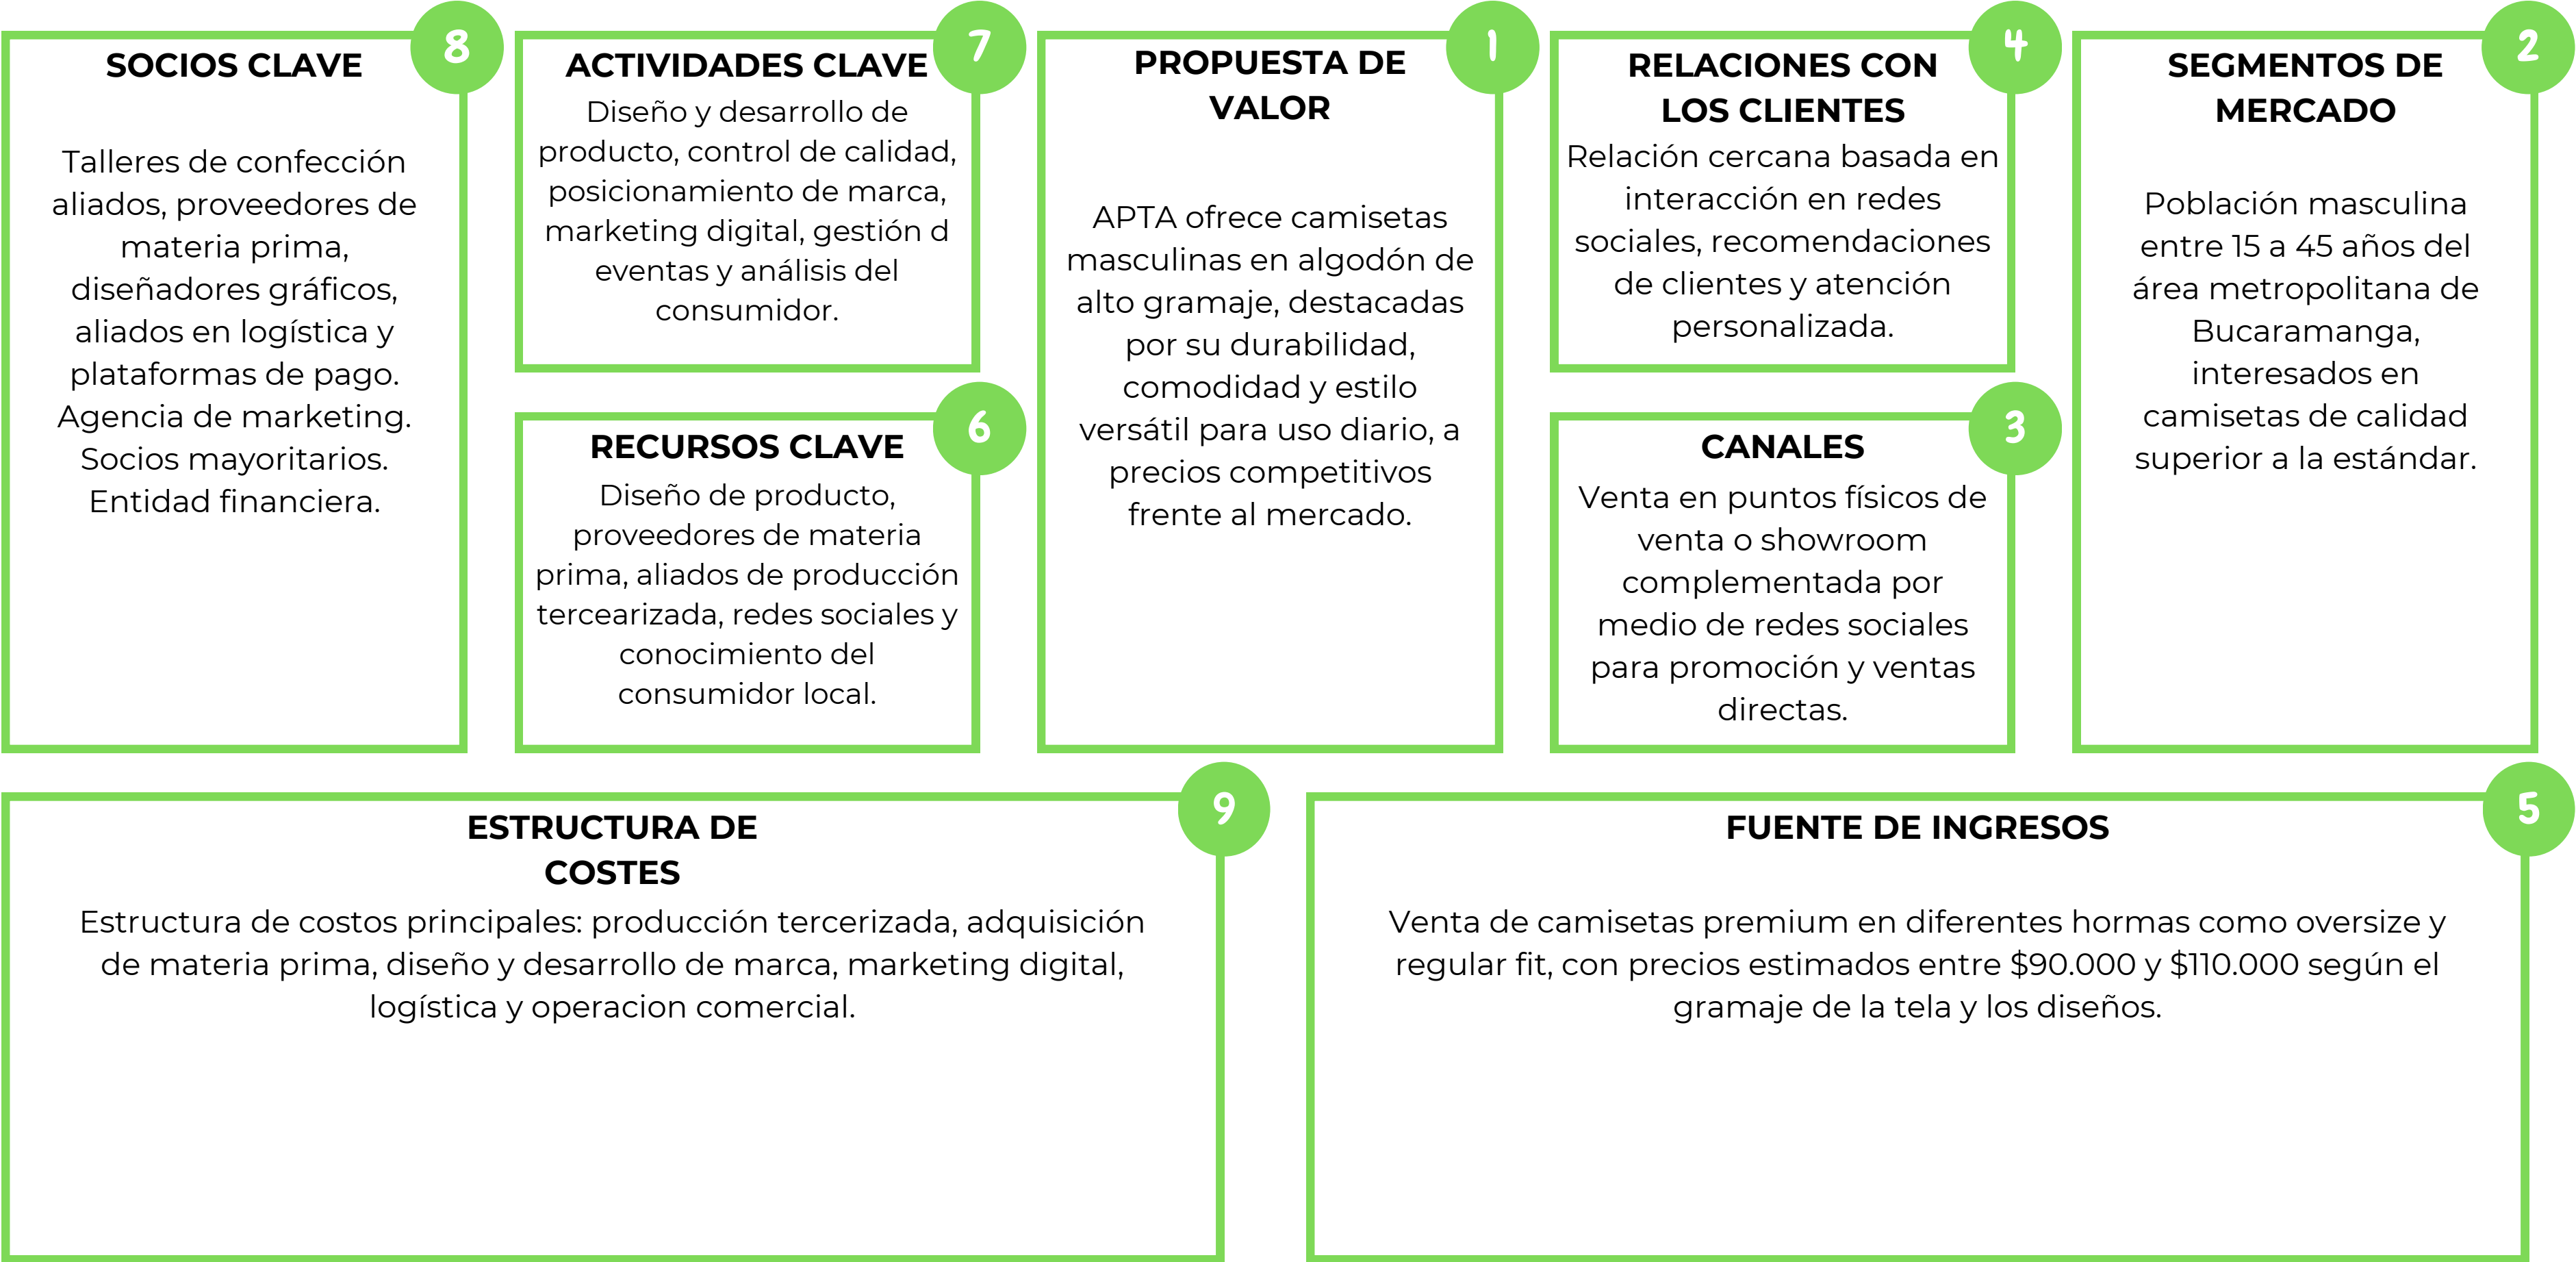 8
SOCIOS CLAVE
Talleres de confección
aliados, proveedores de
materia prima,
diseñadores gráficos,
aliados en logística y
plataformas de pago.
Agencia de marketing.
Socios mayoritarios.
Entidad financiera.
7
ACTIVIDADES CLAVE
Diseño y desarrollo de
producto, control de calidad,
posicionamiento de marca,
marketing digital, gestión d
eventas y análisis del
consumidor.
6
RECURSOS CLAVE
Diseño de producto,
proveedores de materia
prima, aliados de producción
tercearizada, redes sociales y
conocimiento del
consumidor local.
1
PROPUESTA DE
VALOR
APTA ofrece camisetas
masculinas en algodón de
alto gramaje, destacadas
por su durabilidad,
comodidad y estilo
versátil para uso diario, a
precios competitivos
frente al mercado.
4
RELACIONES CON
LOS CLIENTES
Relación cercana basada en
interacción en redes
sociales, recomendaciones
de clientes y atención
personalizada.
3
CANALES
Venta en puntos físicos de
venta o showroom
complementada por
medio de redes sociales
para promoción y ventas
directas.
2
SEGMENTOS DE
MERCADO
Población masculina
entre 15 a 45 años del
área metropolitana de
Bucaramanga,
interesados en
camisetas de calidad
superior a la estándar.
9
ESTRUCTURA DE
COSTES
Estructura de costos principales: producción tercerizada, adquisición
de materia prima, diseño y desarrollo de marca, marketing digital,
logística y operacion comercial.
5
FUENTE DE INGRESOS
Venta de camisetas premium en diferentes hormas como oversize y
regular fit, con precios estimados entre $90.000 y $110.000 según el
gramaje de la tela y los diseños.